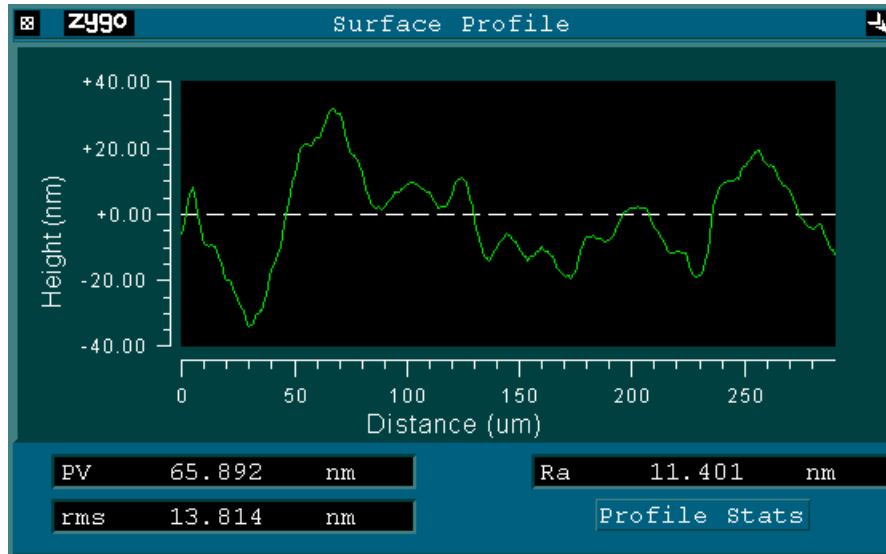 zygo Surface Profile
+40.00
+20.00
+0.00
-20.00
-40.00
Height (nm)
0 50 100 150 200 250
Distance (um)
PV 65.892 nm Ra 11.401 nm
rms 13.814 nm Profile Stats